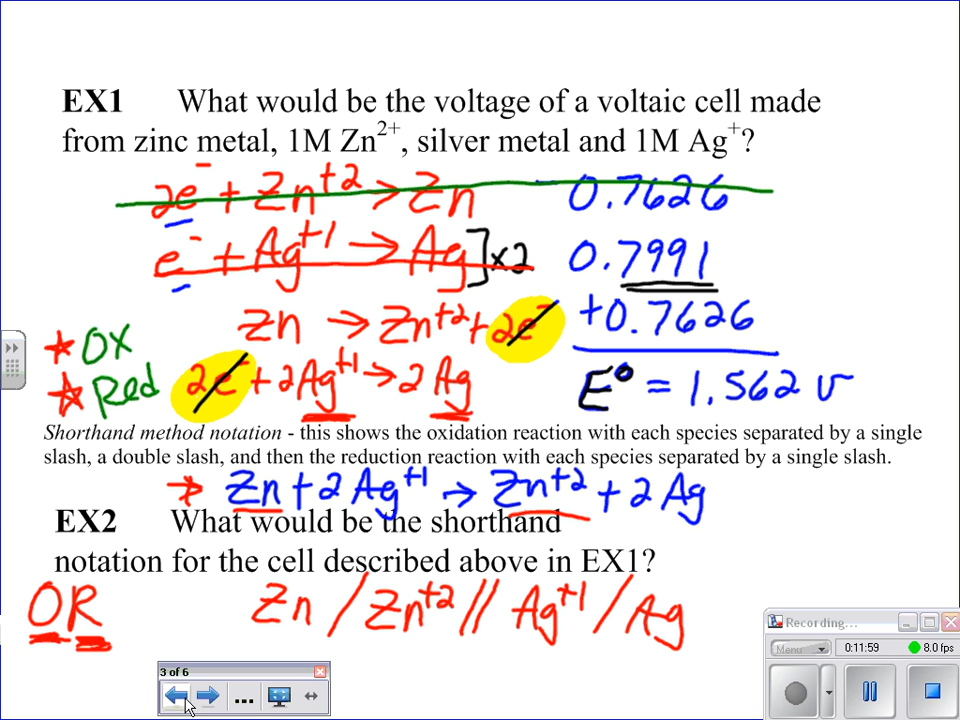 EX1 What would be the voltage of a voltaic cell made
from zinc metal, 1M Zn²⁺, silver metal and 1M Ag⁺?
2e⁻ + Zn⁺² → Zn -0.7626
e⁻ + Ag⁺¹ → Ag ] ×2 0.7991
Zn → Zn⁺² + 2e⁻ +0.7626
* OX
* Red 2e⁻ + 2Ag⁺¹ → 2Ag E° = 1.562 v
Shorthand method notation - this shows the oxidation reaction with each species separated by a single
slash, a double slash, and then the reduction reaction with each species separated by a single slash.
→ Zn + 2Ag⁺¹ → Zn⁺² + 2Ag
EX2 What would be the shorthand
notation for the cell described above in EX1?
OR Zn / Zn⁺² // Ag⁺¹ / Ag
Recording...
Menu 0:11:59 8.0 fps
3 of 6
...